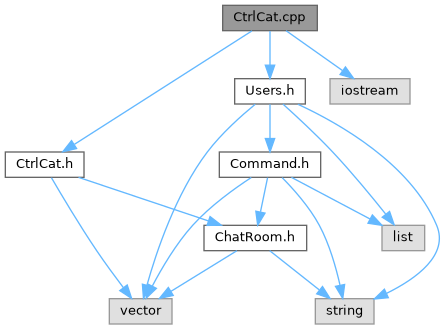 CtrlCat.cpp
Users.h
iostream
CtrlCat.h
Command.h
ChatRoom.h
list
vector
string